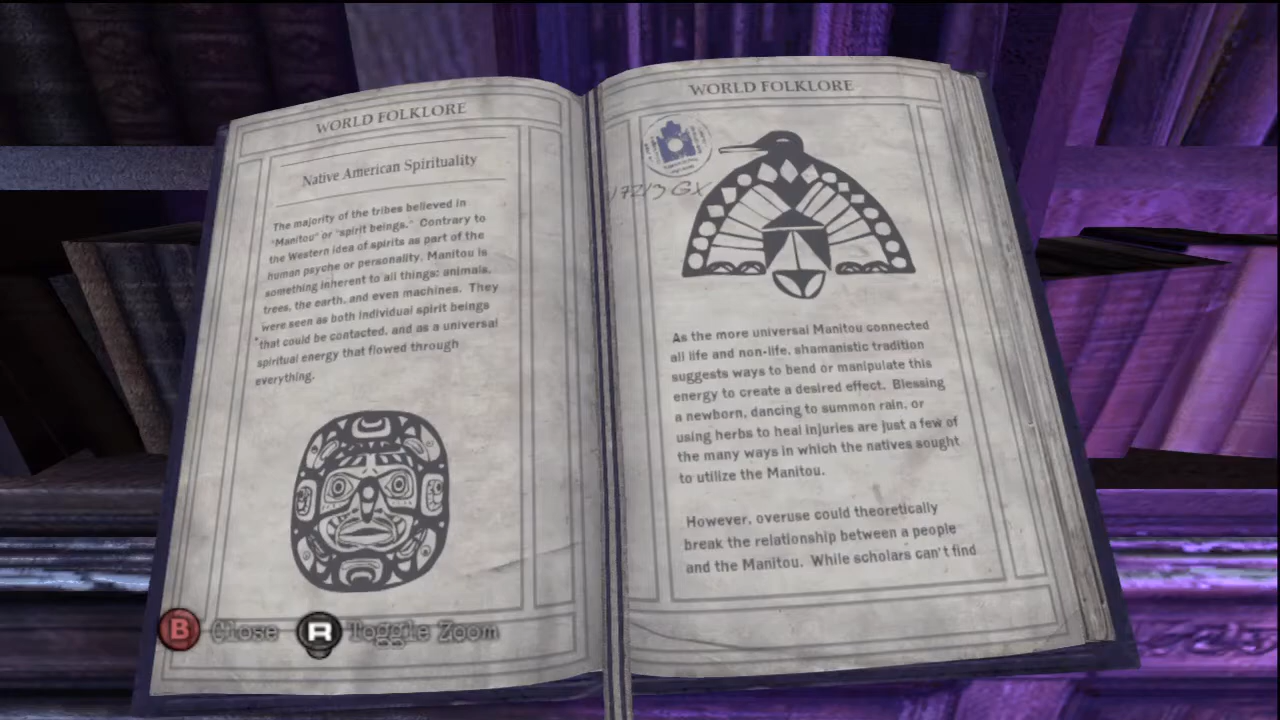 WORLD FOLKLORE
Native American Spirituality
The majority of the tribes believed in
"Manitou" or "spirit beings." Contrary to
the Western idea of spirits as part of the
human psyche or personality, Manitou is
something inherent to all things: animals,
trees, the earth, and even machines. They
were seen as both individual spirit beings
that could be contacted, and as a universal
spiritual energy that flowed through
everything.
WORLD FOLKLORE
As the more universal Manitou connected
all life and non-life, shamanistic tradition
suggests ways to bend or manipulate this
energy to create a desired effect. Blessing
a newborn, dancing to summon rain, or
using herbs to heal injuries are just a few of
the many ways in which the natives sought
to utilize the Manitou.
However, overuse could theoretically
break the relationship between a people
and the Manitou. While scholars can't find
B Close R Toggle Zoom